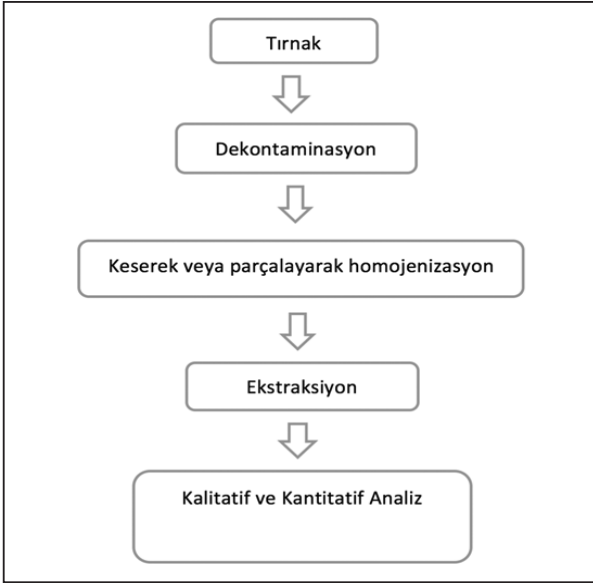 Tırnak
Dekontaminasyon
Keserek veya parçalayarak homojenizasyon
Ekstraksiyon
Kalitatif ve Kantitatif Analiz